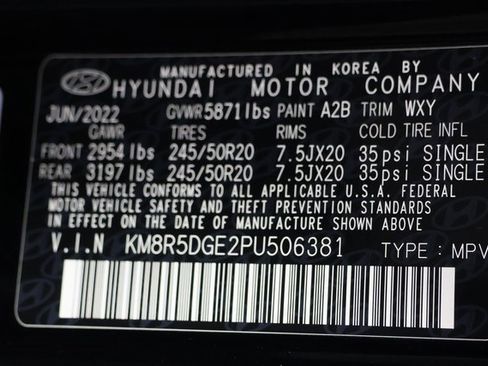 MANUFACTURED IN KOREA BY
HYUNDAI MOTOR COMPANY
JUN/2022 GVWR 5871lbs PAINT A2B TRIM WXY
GAWR TIRES RIMS COLD TIRE INFL
FRONT 2954 lbs 245/50R20 7.5JX20 35psi SINGLE
REAR 3197 lbs 245/50R20 7.5JX20 35psi SINGLE
THIS VEHICLE CONFORMS TO ALL APPLICABLE U.S.A. FEDERAL
MOTOR VEHICLE SAFETY AND THEFT PREVENTION STANDARDS
IN EFFECT ON THE DATE OF MANUFACTURE SHOWN ABOVE
V.I.N KM8R5DGE2PU506381 TYPE : MPV